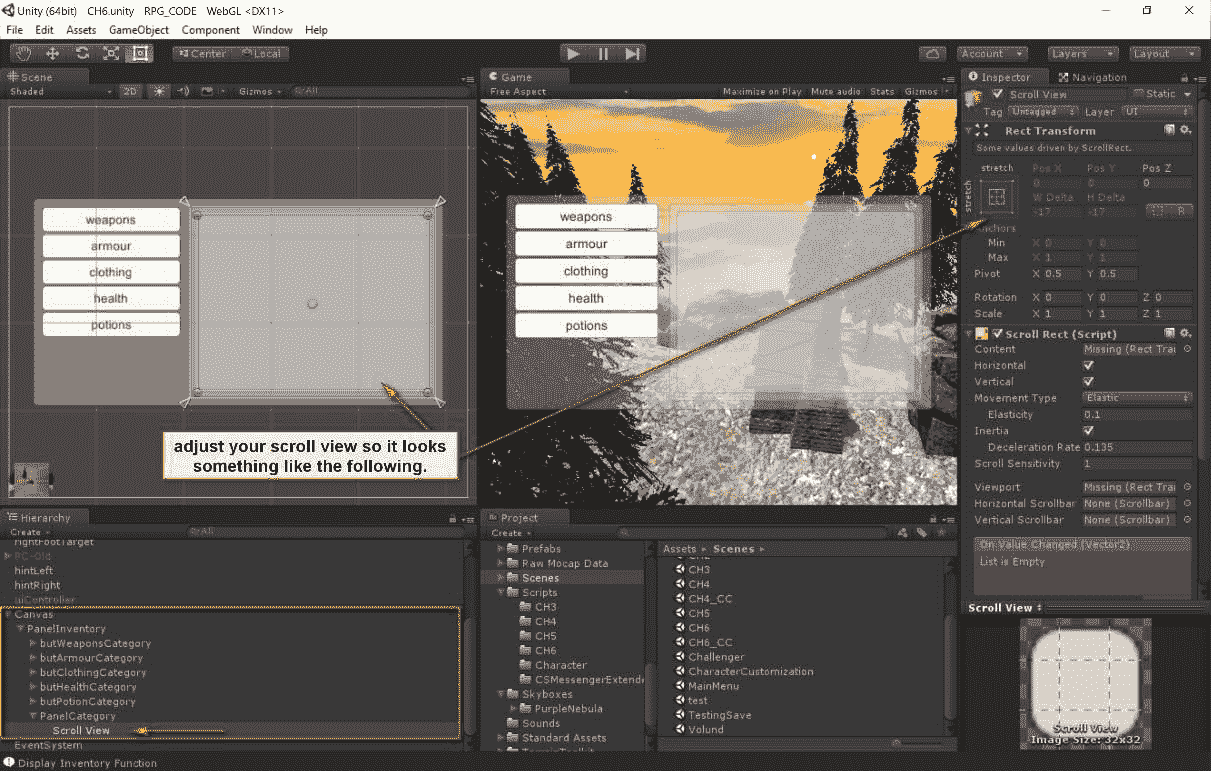 Unity (64bit)   CH6.unity   RPG_CODE   WebGL <DX11>
File   Edit   Assets   GameObject   Component   Window   Help
Center   Local   Account   Layers   Layout
Scene
Shaded   2D   Gizmos   All
weapons
armour
clothing
health
potions
Game
Free Aspect   Maximize on Play   Mute audio   Stats   Gizmos
weapons
armour
clothing
health
potions
adjust your scroll view so it looks
something like the following.
Inspector   Navigation
Scroll View   Static
Tag   Untagged   Layer   UI
Rect Transform
Some values driven by ScrollRect.
stretch   Pos X   Pos Y   Pos Z
stretch   0   0   0
W Delta   H Delta
-17   -17   R
Anchors
Min   X 0   Y 0
Max   X 1   Y 1
Pivot   X 0.5   Y 0.5
Rotation   X 0   Y 0   Z 0
Scale   X 1   Y 1   Z 1
Scroll Rect (Script)
Content   Missing (Rect Trai
Horizontal
Vertical
Movement Type   Elastic
Elasticity   0.1
Inertia
Deceleration Rate   0.135
Scroll Sensitivity   1
Viewport   Missing (Rect Trai
Horizontal Scrollbar   None (Scrollbar)
Vertical Scrollbar   None (Scrollbar)
On Value Changed (Vector2)
List is Empty
Scroll View
Scroll View
Image Size: 32x32
Hierarchy
Create   All
rightFootTarget
PC-Old
hintLeft
hintRight
uiController
Canvas
PanelInventory
butWeaponsCategory
butArmourCategory
butClothingCategory
butHealthCategory
butPotionCategory
PanelCategory
Scroll View
EventSystem
Project
Create
Prefabs
Raw Mocap Data
Scenes
Scripts
CH3
CH4
CH5
CH6
Character
CSMessengerExtende
Skyboxes
PurpleNebula
Sounds
Standard Assets
Assets   Scenes
CH2
CH3
CH4
CH4_CC
CH5
CH6
CH6_CC
Challenger
CharacterCustomization
MainMenu
test
TestingSave
Volund
Display Inventory Function